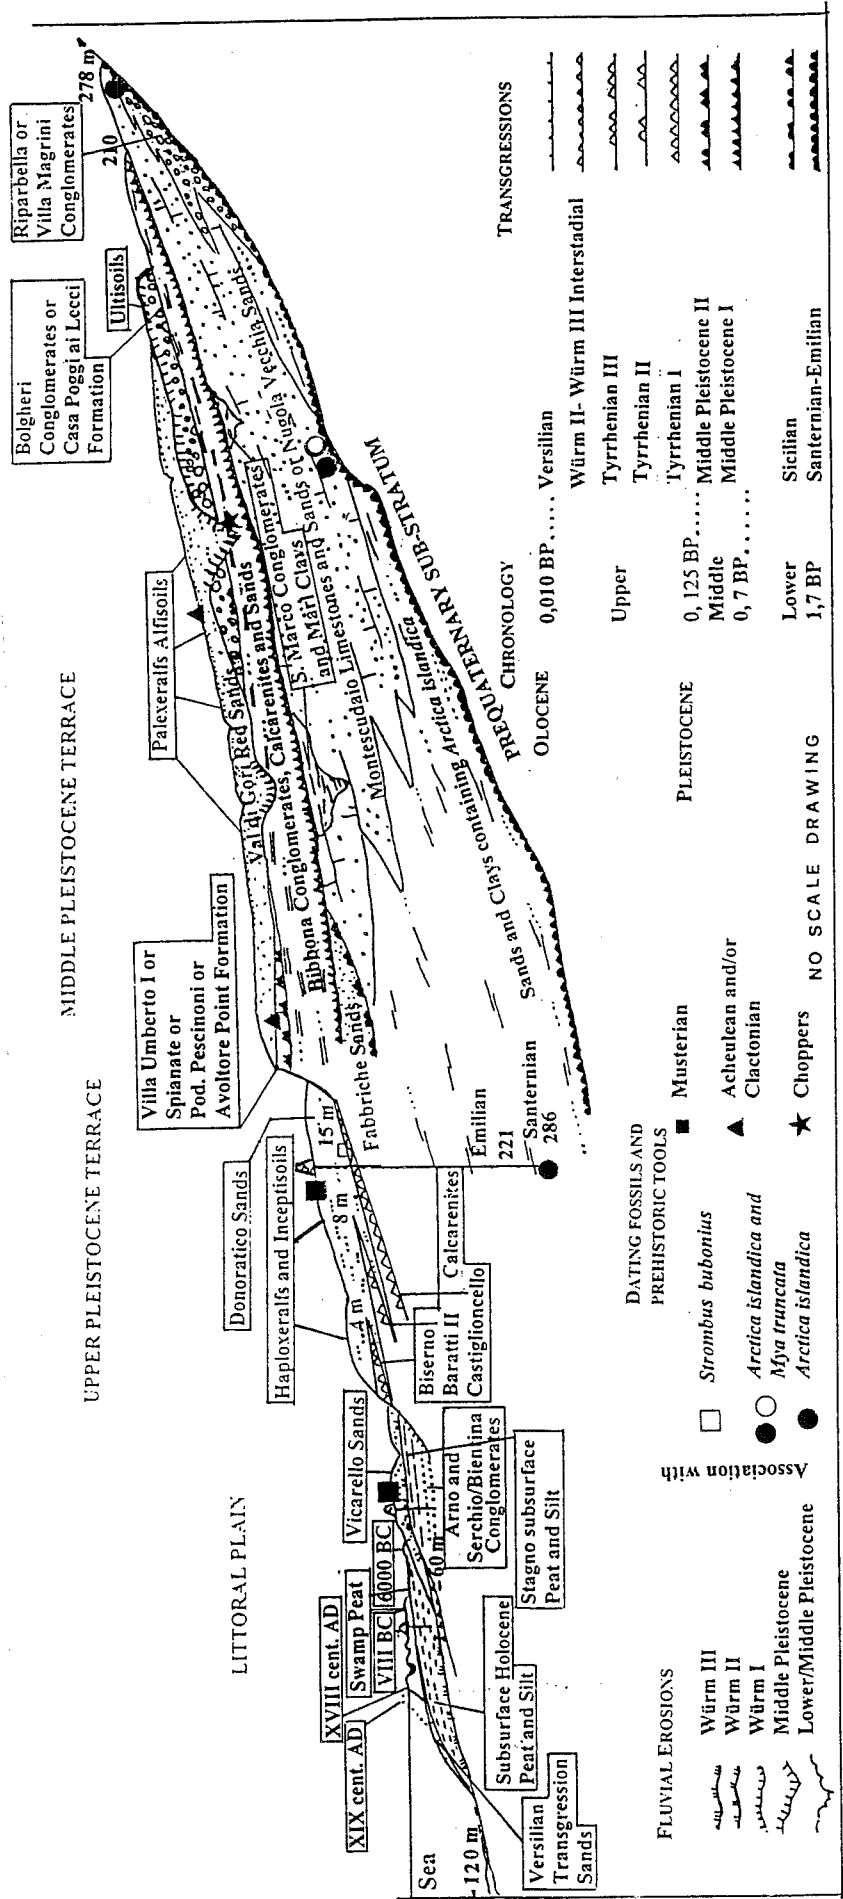 LITTORAL PLAIN
UPPER PLEISTOCENE TERRACE
MIDDLE PLEISTOCENE TERRACE
XIX cent. AD
XVIII cent. AD
Swamp Peat
VIII BC
6000 BC
Vicarello Sands
Haploxeralfs and Inceptisoils
Donoratico Sands
Villa Umberto I or
Spianate or
Pod. Pescinoni or
Avoltore Point Formation
Palexeralfs Alfisoils
Bolgheri
Conglomerates or
Casa Poggi ai Lecci
Formation
Ultisoils
Riparbella or
Villa Magrini
Conglomerates
210
278 m
Sea
-120 m
60 m
4 m
8 m
15 m
Versilian
Transgression
Sands
Subsurface Holocene
Peat and Silt
Stagno subsurface
Peat and Silt
Arno and
Serchio/Bientina
Conglomerates
Biserno
Baratti II
Castiglioncello
Calcarenites
Emilian
221
Santernian
286
Fabbriche Sands
Val di Gori Red Sands
Bibbona Conglomerates, Calcarenites and Sands
S. Marco Conglomerates
S. Marco Clays and Sands of Nugola Vecchia Sands
and Marl Limestones and
Montescudaio
Sands and Clays containing Arctica islandica
PREQUATERNARY SUB-STRATUM
FLUVIAL EROSIONS
Würm III
Würm II
Würm I
Middle Pleistocene
Lower/Middle Pleistocene
DATING FOSSILS AND
PREHISTORIC TOOLS
Association with
Strombus bubonius
Arctica islandica and
Mya truncata
Arctica islandica
Musterian
Acheulean and/or
Clactonian
Choppers
NO SCALE DRAWING
CHRONOLOGY
TRANSGRESSIONS
OLOCENE
0,010 BP..... Versilian
Würm II- Würm III Interstadial
Upper
Tyrrhenian III
Tyrrhenian II
Tyrrhenian I
PLEISTOCENE
0, 125 BP.....
Middle
Middle Pleistocene II
Middle Pleistocene I
0, 7 BP......
Lower
Sicilian
1,7 BP
Santernian-Emilian